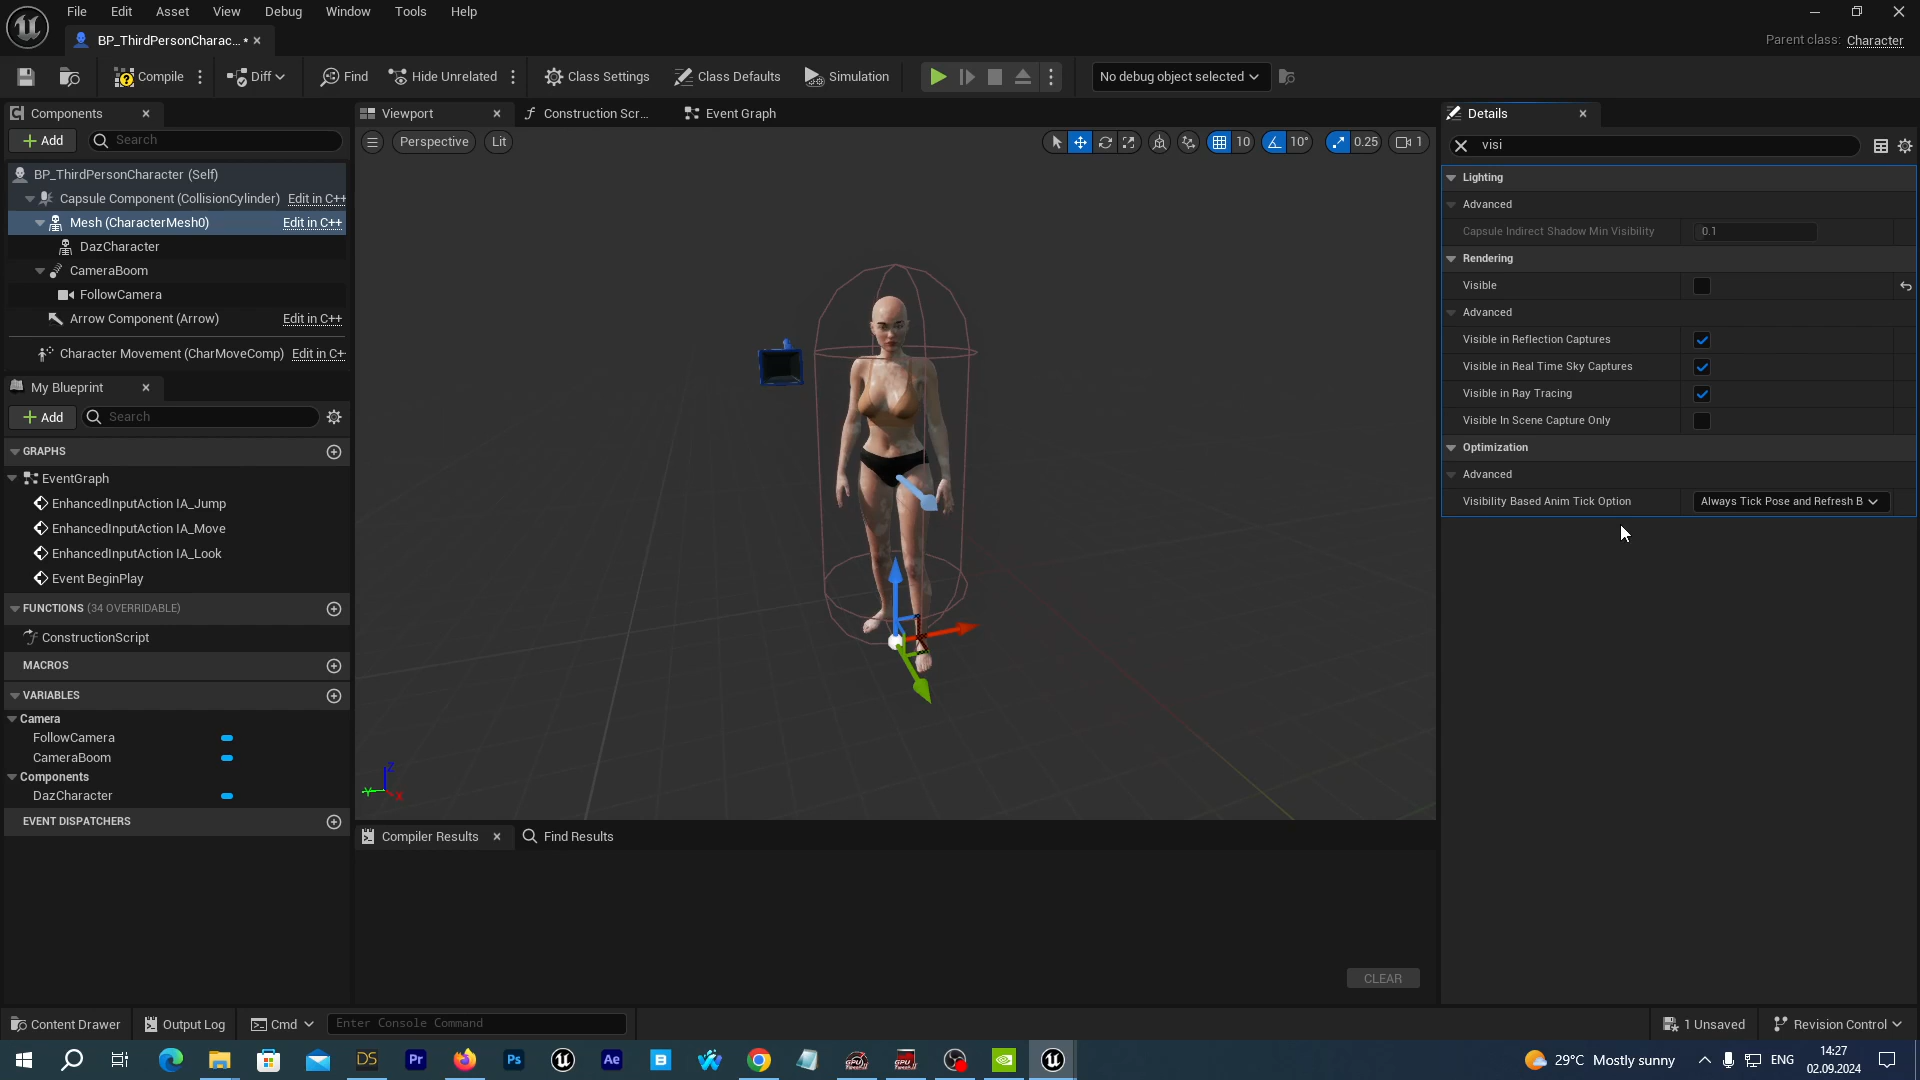 File Edit Asset View Debug Window Tools Help
BP_ThirdPersonCharac... •
Parent class: Character
Compile Diff Find Hide Unrelated Class Settings Class Defaults Simulation No debug object selected
Components
Add Search
BP_ThirdPersonCharacter (Self)
Capsule Component (CollisionCylinder) Edit in C++
Mesh (CharacterMesh0) Edit in C++
DazCharacter
CameraBoom
FollowCamera
Arrow Component (Arrow) Edit in C++
Character Movement (CharMoveComp) Edit in C+
My Blueprint
Add Search
GRAPHS
EventGraph
EnhancedInputAction IA_Jump
EnhancedInputAction IA_Move
EnhancedInputAction IA_Look
Event BeginPlay
FUNCTIONS (34 OVERRIDABLE)
ConstructionScript
MACROS
VARIABLES
Camera
FollowCamera
CameraBoom
Components
DazCharacter
EVENT DISPATCHERS
Viewport Construction Scr... Event Graph
Perspective Lit 10 10° 0.25 1
Z
Y X
Compiler Results Find Results
CLEAR
Details
visi
Lighting
Advanced
Capsule Indirect Shadow Min Visibility 0.1
Rendering
Visible
Advanced
Visible in Reflection Captures
Visible in Real Time Sky Captures
Visible in Ray Tracing
Visible In Scene Capture Only
Optimization
Advanced
Visibility Based Anim Tick Option Always Tick Pose and Refresh B
Content Drawer Output Log Cmd Enter Console Command 1 Unsaved Revision Control
DS Pr Ps Ae B GPU GPU 29°C Mostly sunny ENG
14:27
02.09.2024